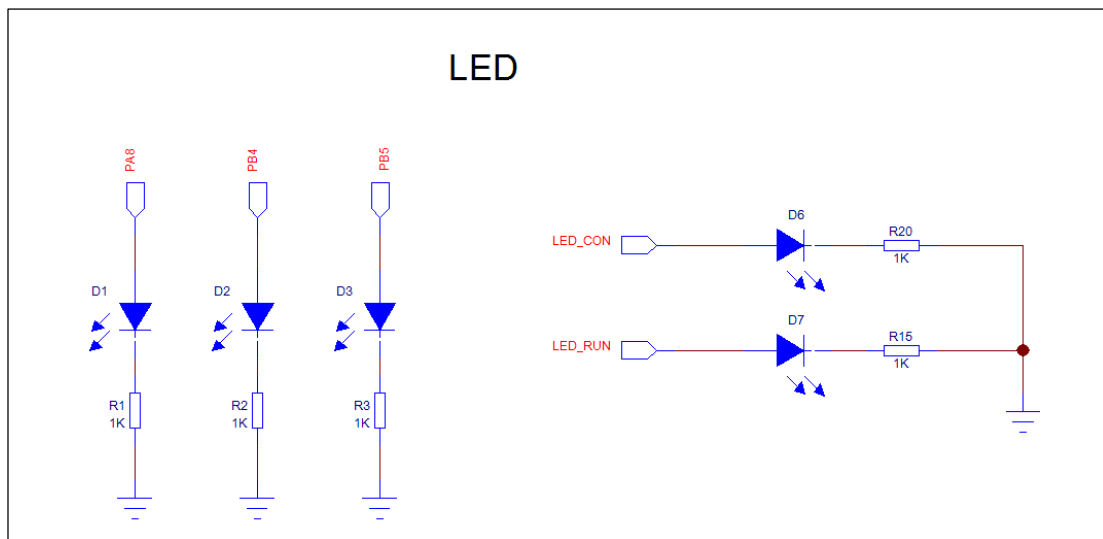 LED
PA8
PB4
PB5
D1
D2
D3
R1
1K
R2
1K
R3
1K
LED_CON
D6
R20
1K
LED_RUN
D7
R15
1K